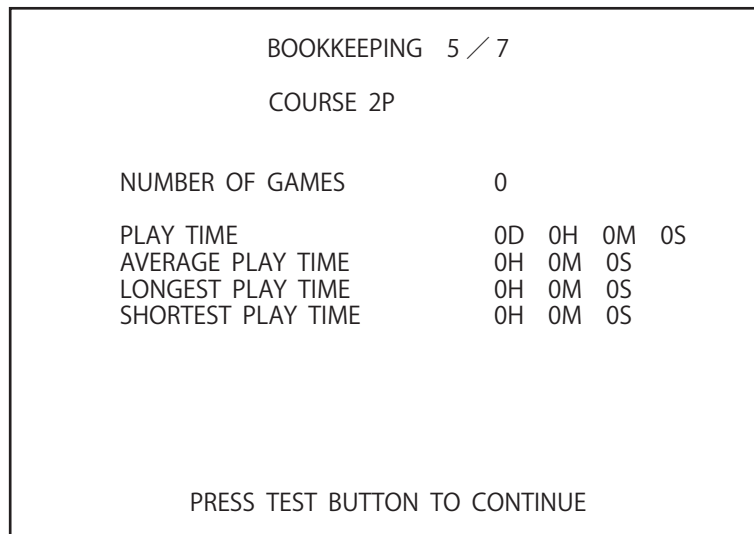 BOOKKEEPING 5／7
COURSE 2P
NUMBER OF GAMES 0
PLAY TIME 0D 0H 0M 0S
AVERAGE PLAY TIME 0H 0M 0S
LONGEST PLAY TIME 0H 0M 0S
SHORTEST PLAY TIME 0H 0M 0S
PRESS TEST BUTTON TO CONTINUE